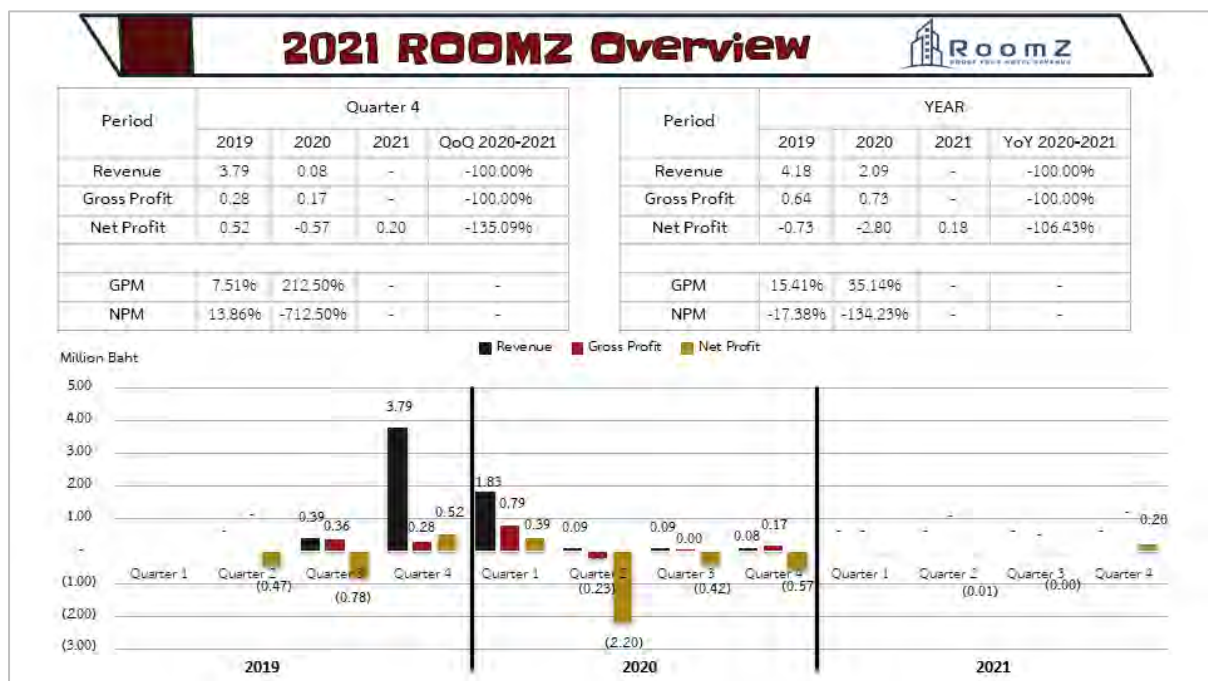 2021 ROOMZ Overview
RoomZ
BOOST YOUR HOTEL REVENUE
Period Quarter 4
2019 2020 2021 QoQ 2020-2021
Revenue 3.79 0.08 - -100.00%
Gross Profit 0.28 0.17 - -100.00%
Net Profit 0.52 -0.57 0.20 -135.09%
GPM 7.51% 212.50% - -
NPM 13.86% -712.50% - -
Period YEAR
2019 2020 2021 YoY 2020-2021
Revenue 4.18 2.09 - -100.00%
Gross Profit 0.64 0.73 - -100.00%
Net Profit -0.73 -2.80 0.18 -106.43%
GPM 15.41% 35.14% - -
NPM -17.38% -134.23% - -
Million Baht
Revenue Gross Profit Net Profit
5.00
4.00
3.00
2.00
1.00
-
(1.00)
(2.00)
(3.00)
- - (0.47)
0.39 0.36 (0.78)
3.79 0.28 0.52
1.83 0.79 0.39
0.09 (0.23) (2.20)
0.09 0.00 (0.42)
0.08 0.17 (0.57
- -
- - (0.01)
- - (0.00)
- - 0.20
Quarter 1 Quarter 2 Quarter 3 Quarter 4 Quarter 1 Quarter 2 Quarter 3 Quarter 4 Quarter 1 Quarter 2 Quarter 3 Quarter 4
2019 2020 2021